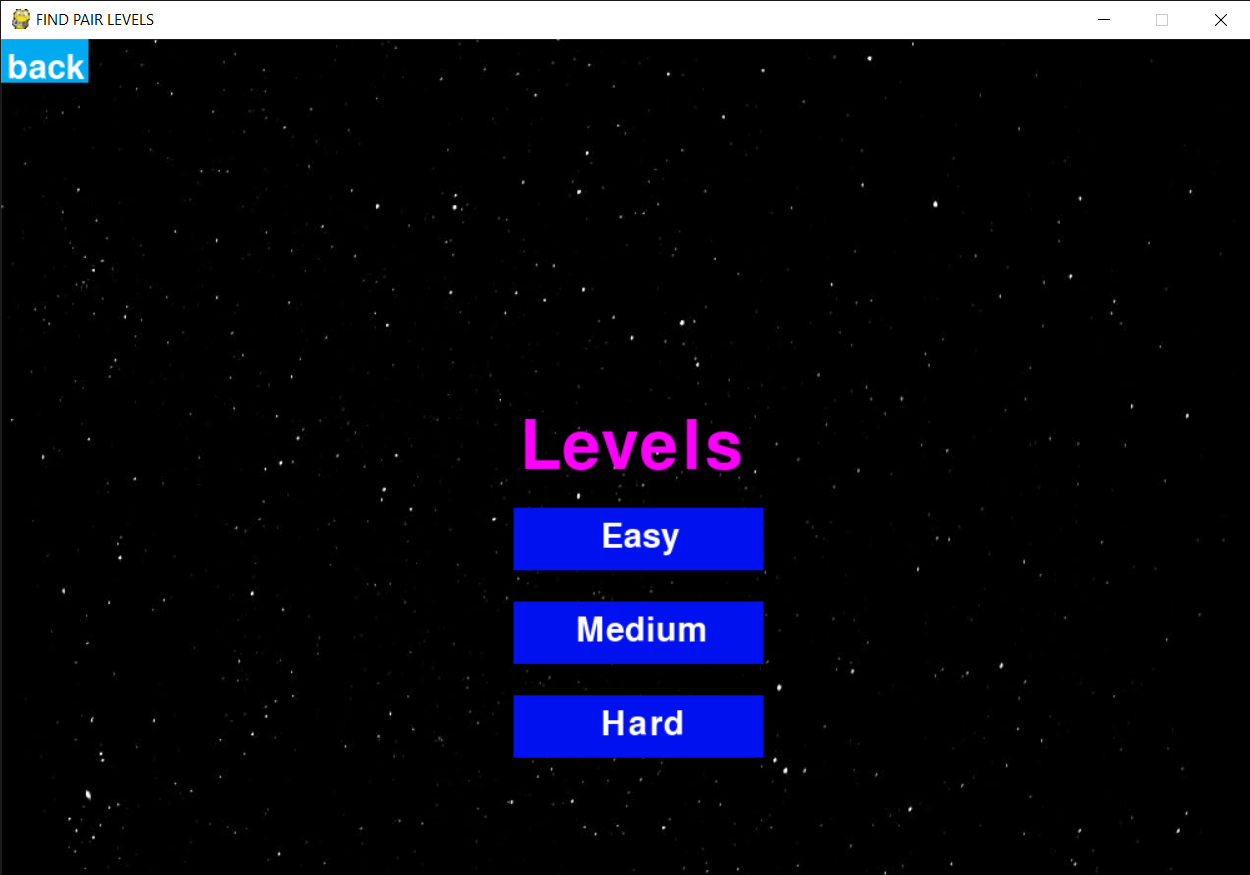 FIND PAIR LEVELS
back
Levels
Easy
Medium
Hard